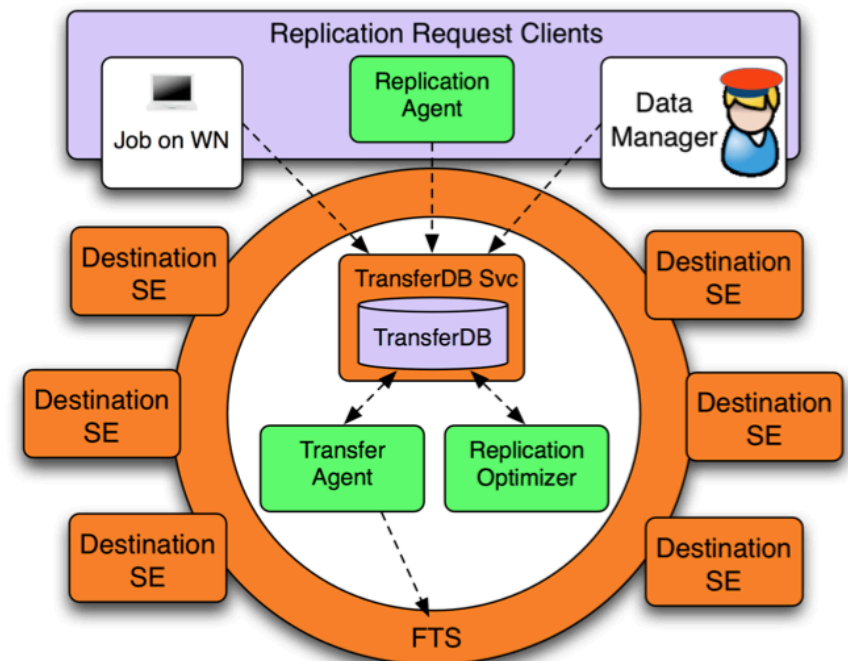 Replication Request Clients
Job on WN
Replication
Agent
Data
Manager
Destination
SE
TransferDB Svc
TransferDB
Destination
SE
Destination
SE
Transfer
Agent
Replication
Optimizer
Destination
SE
Destination
SE
Destination
SE
FTS